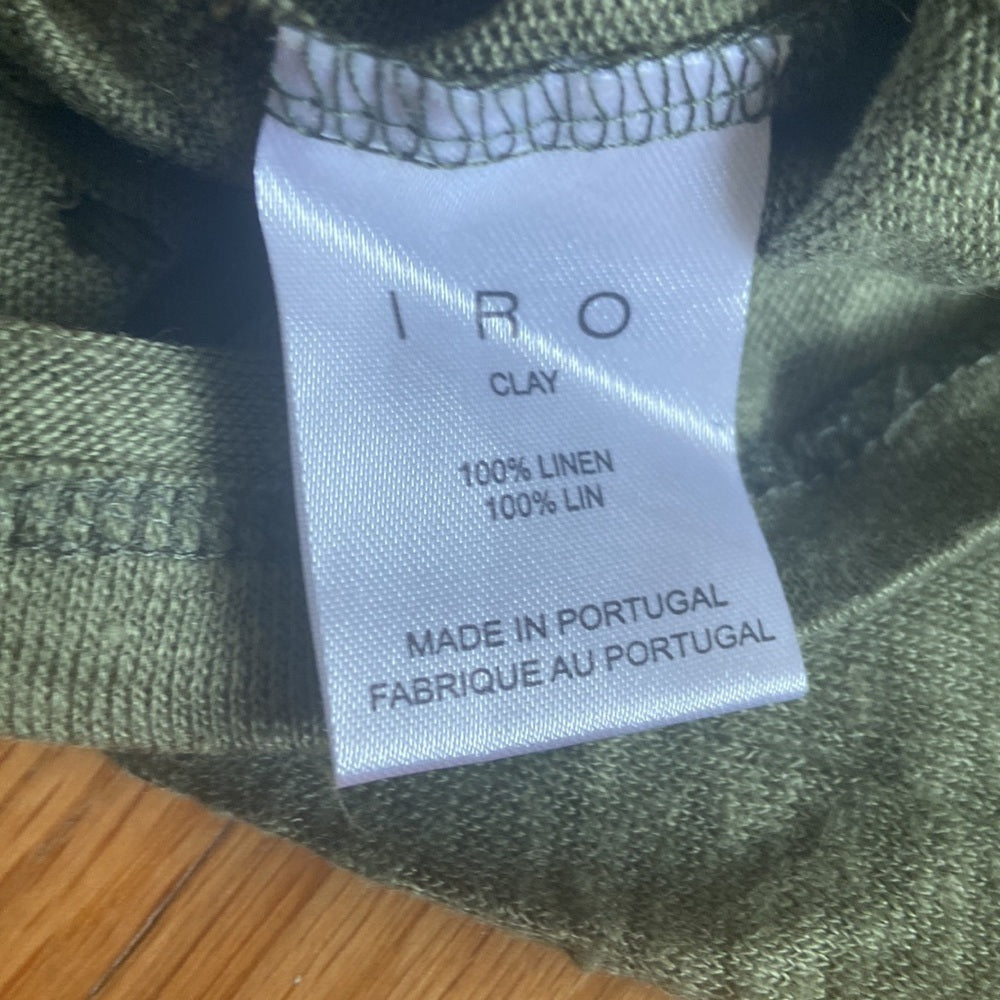 IRO
CLAY
100% LINEN
100% LIN
MADE IN PORTUGAL
FABRIQUE AU PORTUGAL